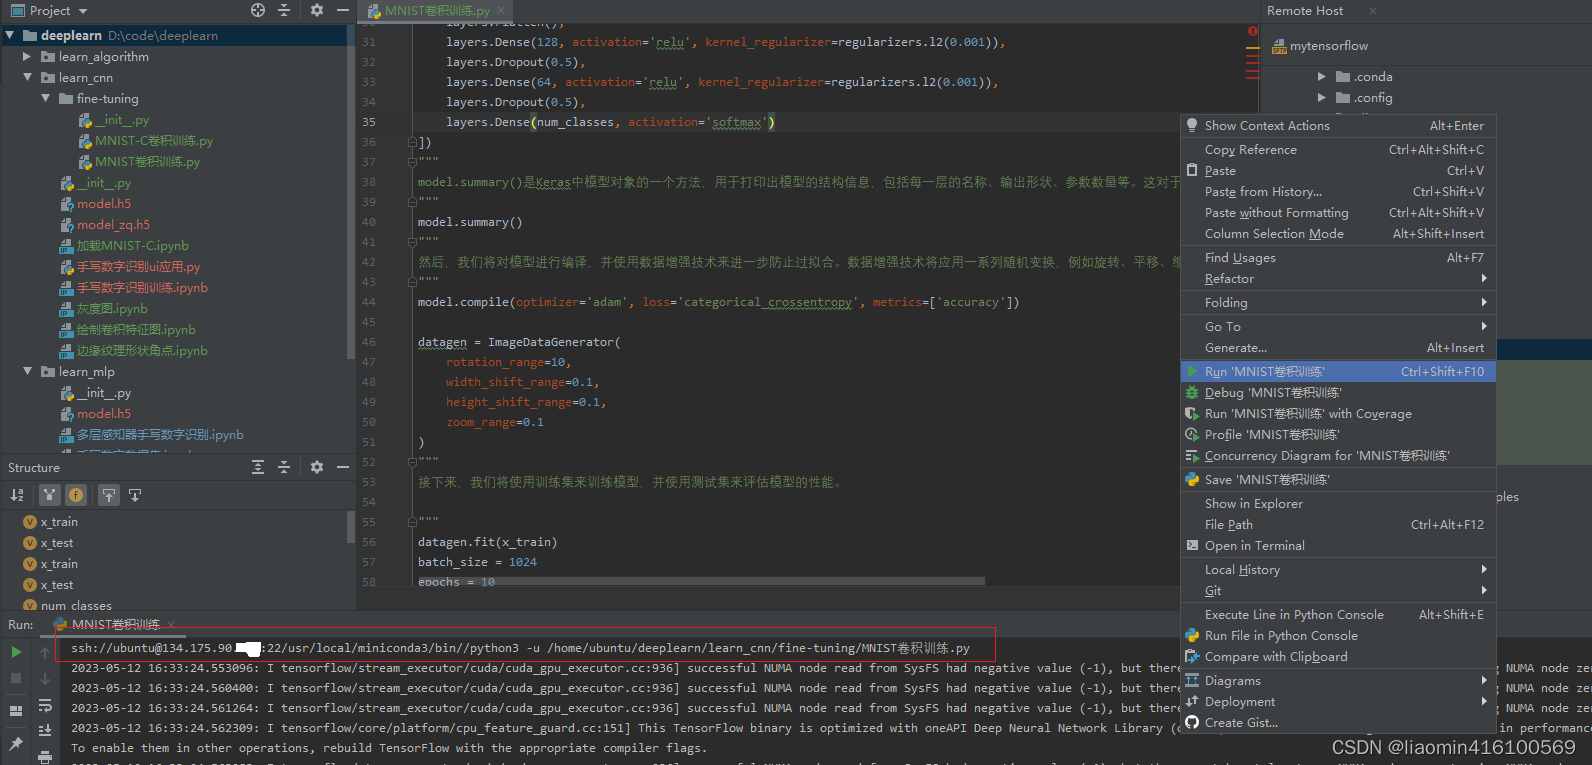 Project
MNIST卷积训练.py
Remote Host
deeplearn D:\code\deeplearn
learn_algorithm
learn_cnn
fine-tuning
__init__.py
MNIST-C卷积训练.py
MNIST卷积训练.py
__init__.py
model.h5
model_zq.h5
加载MNIST-C.ipynb
手写数字识别ui应用.py
手写数字识别训练.ipynb
灰度图.ipynb
绘制卷积特征图.ipynb
边缘纹理形状角点.ipynb
learn_mlp
__init__.py
model.h5
多层感知器手写数字识别.ipynb
Structure
x_train
x_test
x_train
x_test
num_classes
31 layers.Dense(128, activation='relu', kernel_regularizer=regularizers.l2(0.001)),
32 layers.Dropout(0.5),
33 layers.Dense(64, activation='relu', kernel_regularizer=regularizers.l2(0.001)),
34 layers.Dropout(0.5),
35 layers.Dense(num_classes, activation='softmax')
36 ])
37 """
38 model.summary()是Keras中模型对象的一个方法，用于打印出模型的结构信息，包括每一层的名称、输出形状、参数数量等。这对于
39 """
40 model.summary()
41 """
42 然后，我们将对模型进行编译，并使用数据增强技术来进一步防止过拟合。数据增强技术将应用一系列随机变换，例如旋转、平移、缩
43 """
44 model.compile(optimizer='adam', loss='categorical_crossentropy', metrics=['accuracy'])
45
46 datagen = ImageDataGenerator(
47 rotation_range=10,
48 width_shift_range=0.1,
49 height_shift_range=0.1,
50 zoom_range=0.1
51 )
52 """
53 接下来，我们将使用训练集来训练模型，并使用测试集来评估模型的性能。
54
55 """
56 datagen.fit(x_train)
57 batch_size = 1024
58 epochs = 10
mytensorflow
.conda
.config
Show Context Actions Alt+Enter
Copy Reference Ctrl+Alt+Shift+C
Paste Ctrl+V
Paste from History... Ctrl+Shift+V
Paste without Formatting Ctrl+Alt+Shift+V
Column Selection Mode Alt+Shift+Insert
Find Usages Alt+F7
Refactor
Folding
Go To
Generate... Alt+Insert
Run 'MNIST卷积训练' Ctrl+Shift+F10
Debug 'MNIST卷积训练'
Run 'MNIST卷积训练' with Coverage
Profile 'MNIST卷积训练'
Concurrency Diagram for 'MNIST卷积训练'
Save 'MNIST卷积训练'
Show in Explorer
File Path Ctrl+Alt+F12
Open in Terminal
Local History
Git
Execute Line in Python Console Alt+Shift+E
Run File in Python Console
Compare with Clipboard
Diagrams
Deployment
Create Gist...
ples
Run: MNIST卷积训练
ssh://ubuntu@134.175.90. :22/usr/local/miniconda3/bin//python3 -u /home/ubuntu/deeplearn/learn_cnn/fine-tuning/MNIST卷积训练.py
2023-05-12 16:33:24.553096: I tensorflow/stream_executor/cuda/cuda_gpu_executor.cc:936] successful NUMA node read from SysFS had negative value (-1), but there NUMA node zer
2023-05-12 16:33:24.560400: I tensorflow/stream_executor/cuda/cuda_gpu_executor.cc:936] successful NUMA node read from SysFS had negative value (-1), but there NUMA node zer
2023-05-12 16:33:24.561264: I tensorflow/stream_executor/cuda/cuda_gpu_executor.cc:936] successful NUMA node read from SysFS had negative value (-1), but there NUMA node zer
2023-05-12 16:33:24.562309: I tensorflow/core/platform/cpu_feature_guard.cc:151] This TensorFlow binary is optimized with oneAPI Deep Neural Network Library ( in performanc
To enable them in other operations, rebuild TensorFlow with the appropriate compiler flags.
CSDN @liaomin416100569